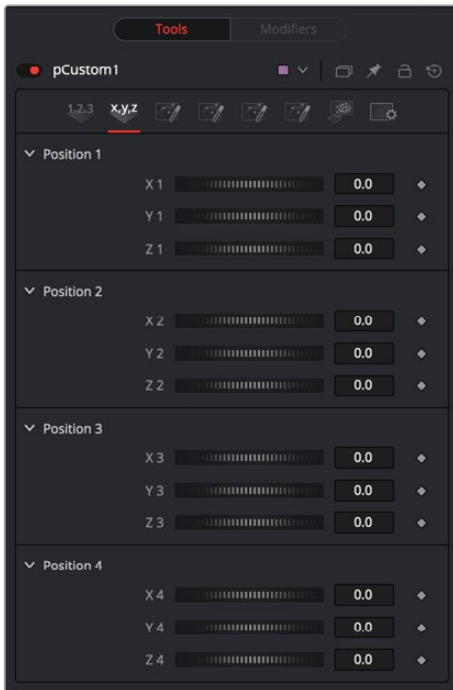 Tools Modifiers
pCustom1
1,2,3 x,y,z
Position 1
X 1 0.0
Y 1 0.0
Z 1 0.0
Position 2
X 2 0.0
Y 2 0.0
Z 2 0.0
Position 3
X 3 0.0
Y 3 0.0
Z 3 0.0
Position 4
X 4 0.0
Y 4 0.0
Z 4 0.0